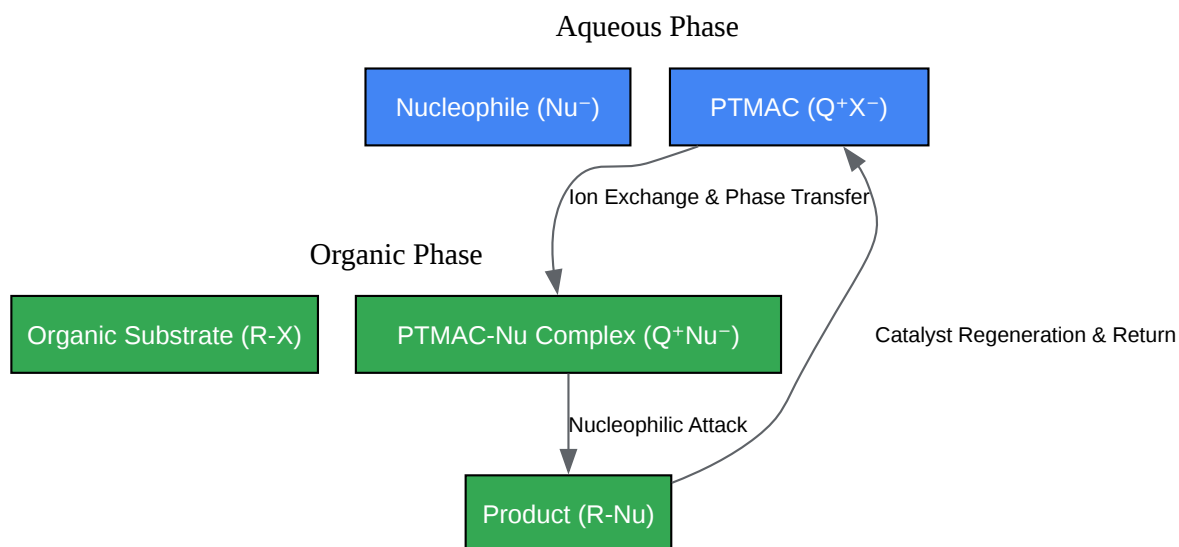 Aqueous Phase
Nucleophile (Nu⁻)
PTMAC (Q⁺X⁻)
Ion Exchange & Phase Transfer
Organic Phase
Organic Substrate (R-X)
PTMAC-Nu Complex (Q⁺Nu⁻)
Catalyst Regeneration & Return
Nucleophilic Attack
Product (R-Nu)